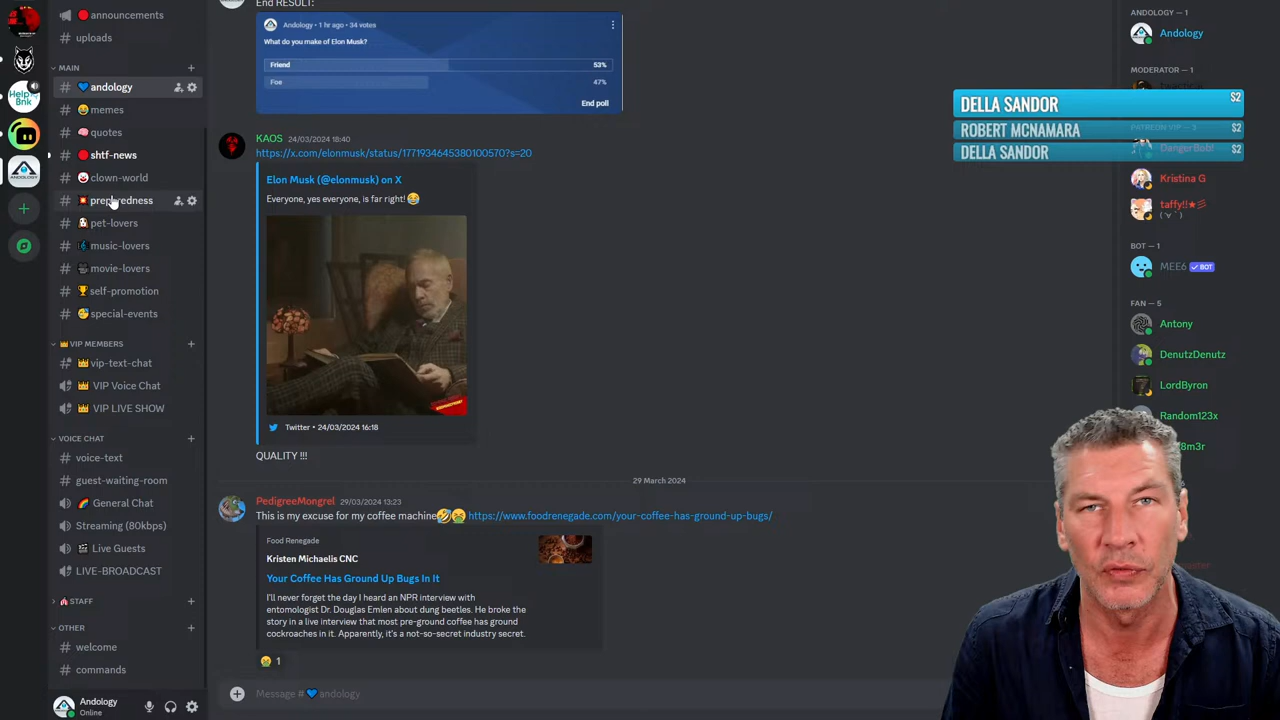 announcements
uploads
MAIN
andology
memes
quotes
shtf-news
clown-world
preparedness
pet-lovers
music-lovers
movie-lovers
self-promotion
special-events
VIP MEMBERS
vip-text-chat
VIP Voice Chat
VIP LIVE SHOW
VOICE CHAT
voice-text
guest-waiting-room
General Chat
Streaming (80kbps)
Live Guests
LIVE-BROADCAST
STAFF
OTHER
welcome
commands
Andology
Online
Help
Bnk
ANDOLOGY
End RESULT:
Andology • 1 hr ago • 34 votes
What do you make of Elon Musk?
Friend 53%
Foe 47%
End poll
KAOS 24/03/2024 18:40
https://x.com/elonmusk/status/1771934645380100570?s=20
Elon Musk (@elonmusk) on X
Everyone, yes everyone, is far right! 😂
Twitter • 24/03/2024 16:18
QUALITY !!!
29 March 2024
PedigreeMongrel 29/03/2024 13:23
This is my excuse for my coffee machine🤣🤮 https://www.foodrenegade.com/your-coffee-has-ground-up-bugs/
Food Renegade
Kristen Michaelis CNC
Your Coffee Has Ground Up Bugs In It
I'll never forget the day I heard an NPR interview with
entomologist Dr. Douglas Emlen about dung beetles. He broke the
story in a live interview that most pre-ground coffee has ground
cockroaches in it. Apparently, it's a not-so-secret industry secret.
1
Message # 💙 andology
ANDOLOGY — 1
Andology
MODERATOR — 1
DELLA SANDOR $2
ROBERT MCNAMARA $2
DELLA SANDOR $2
PATREON VIP — 3
DangerBob!
Kristina G
taffy!!★彡
BOT — 1
MEE6 ✓ BOT
FAN — 5
Antony
DenutzDenutz
LordByron
Random123x